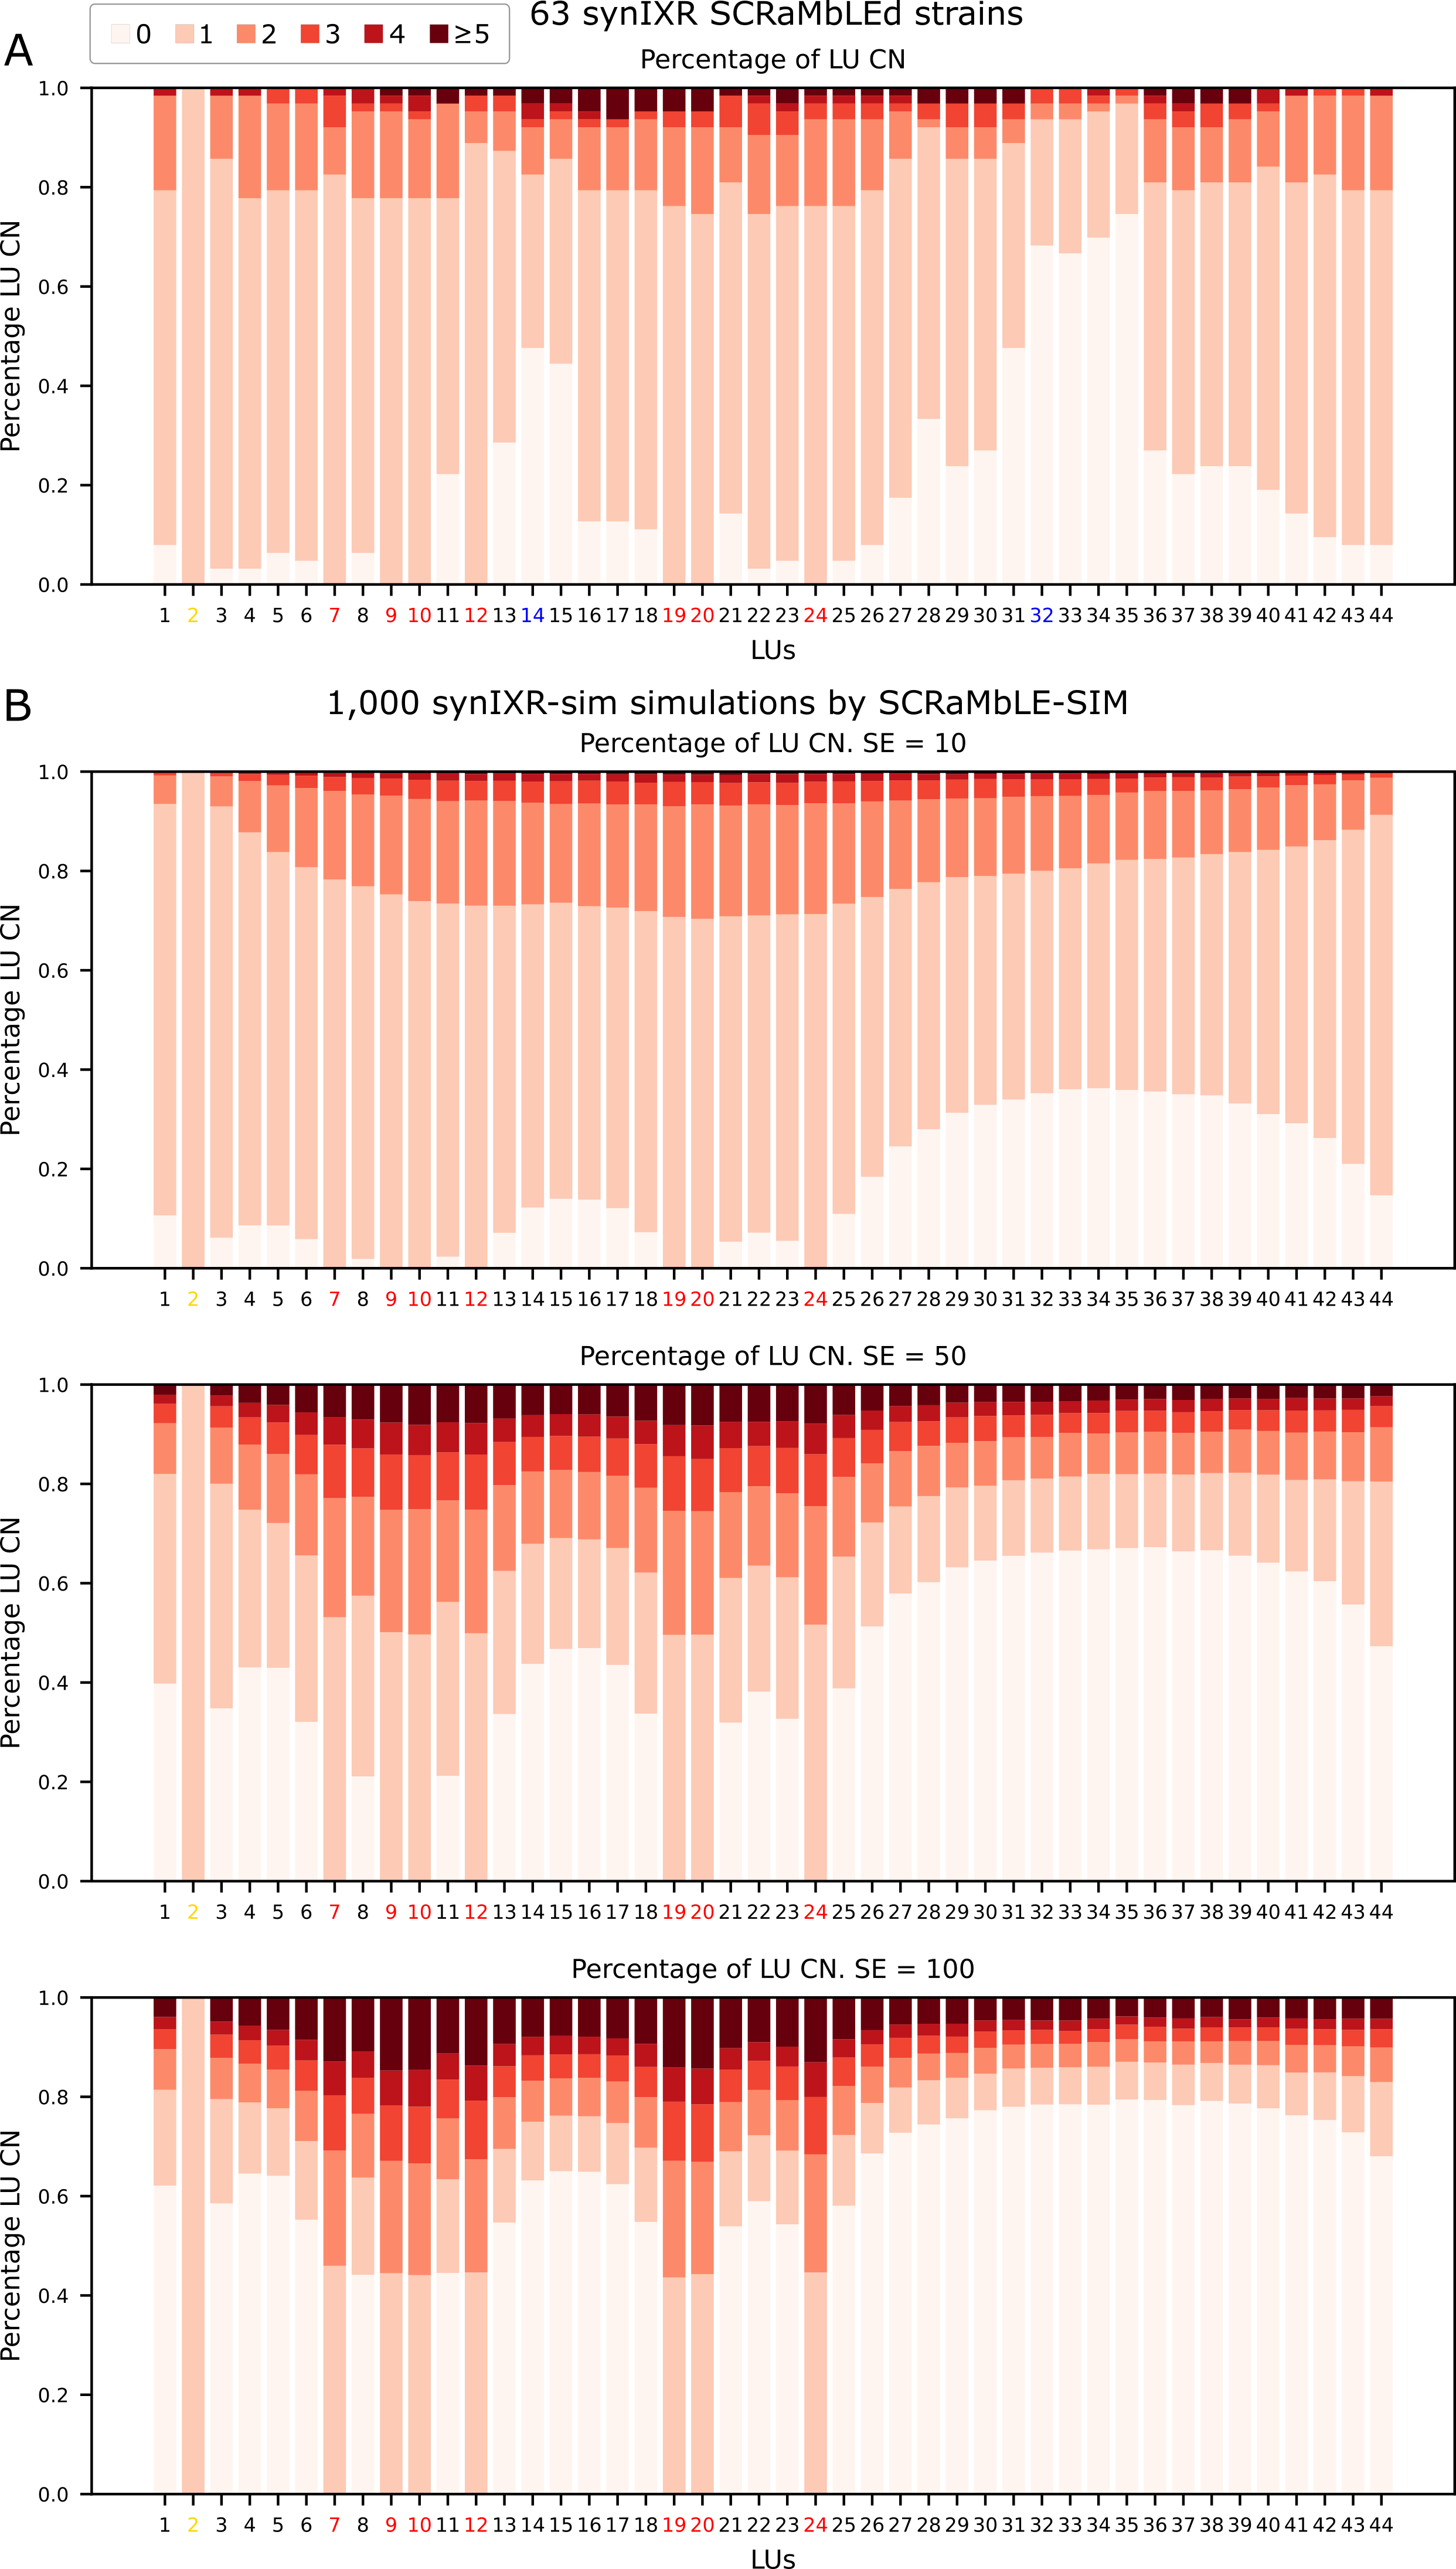 63 synIXR SCRaMbLEd strains
0 1 2 3 4 ≥5
A
Percentage of LU CN
1.0
0.8
0.6
0.4
0.2
0.0
Percentage LU CN
1 2 3 4 5 6 7 8 9 10 11 12 13 14 15 16 17 18 19 20 21 22 23 24 25 26 27 28 29 30 31 32 33 34 35 36 37 38 39 40 41 42 43 44
LUs
B
1,000 synIXR-sim simulations by SCRaMbLE-SIM
Percentage of LU CN. SE = 10
1.0
0.8
0.6
0.4
0.2
0.0
Percentage LU CN
1 2 3 4 5 6 7 8 9 10 11 12 13 14 15 16 17 18 19 20 21 22 23 24 25 26 27 28 29 30 31 32 33 34 35 36 37 38 39 40 41 42 43 44
Percentage of LU CN. SE = 50
1.0
0.8
0.6
0.4
0.2
0.0
Percentage LU CN
1 2 3 4 5 6 7 8 9 10 11 12 13 14 15 16 17 18 19 20 21 22 23 24 25 26 27 28 29 30 31 32 33 34 35 36 37 38 39 40 41 42 43 44
Percentage of LU CN. SE = 100
1.0
0.8
0.6
0.4
0.2
0.0
Percentage LU CN
1 2 3 4 5 6 7 8 9 10 11 12 13 14 15 16 17 18 19 20 21 22 23 24 25 26 27 28 29 30 31 32 33 34 35 36 37 38 39 40 41 42 43 44
LUs